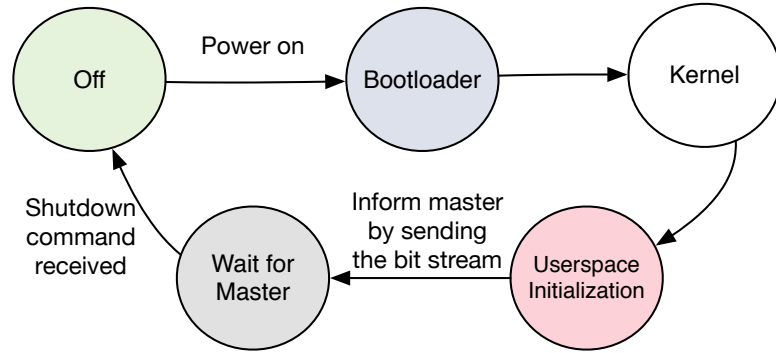 Off
Power on
Bootloader
Kernel
Shutdown
command
received
Wait for
Master
Inform master
by sending
the bit stream
Userspace
Initialization